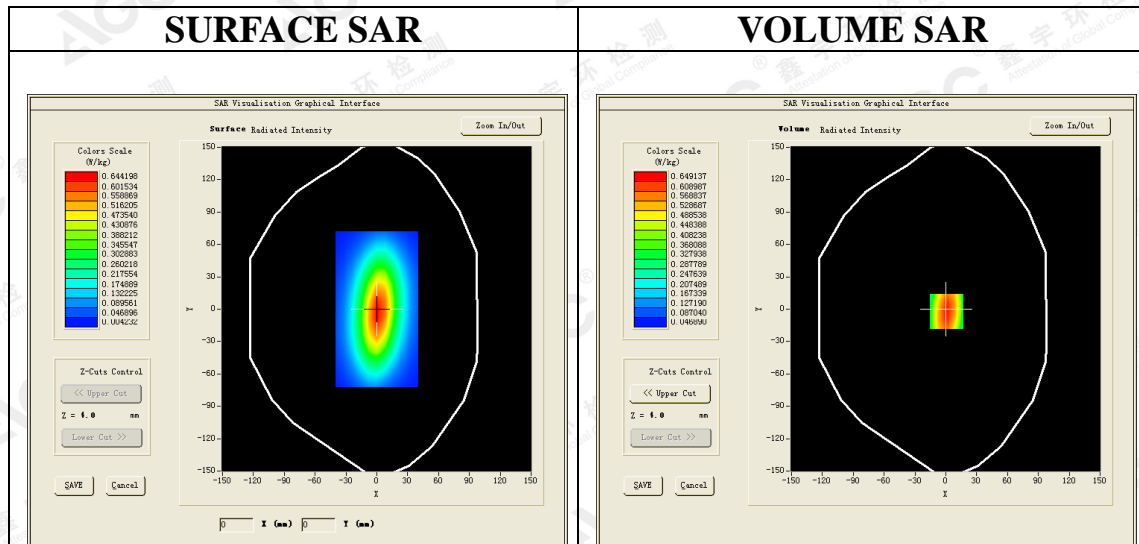 SURFACE SAR
VOLUME SAR
SAR Visualisation Graphical Interface
Surface Radiated Intensity
Zoom In/Out
Colors Scale
(W/kg)
0.644198
0.601534
0.558869
0.516205
0.473540
0.430876
0.388212
0.345547
0.302883
0.260218
0.217554
0.174889
0.132225
0.089561
0.046896
0.004232
150
120
90
60
30
0
-30
-60
-90
-120
-150
Y
-150 -120 -90 -60 -30 0 30 60 90 120 150
X
Z-Cuts Control
<< Upper Cut
Z = 4.0 mm
Lower Cut >>
SAVE
Cancel
0 X (mm) 0 Y (mm)
SAR Visualisation Graphical Interface
Volume Radiated Intensity
Zoom In/Out
Colors Scale
(W/kg)
0.649137
0.608987
0.568837
0.528687
0.488538
0.448388
0.408238
0.368088
0.327938
0.287789
0.247639
0.207489
0.167339
0.127190
0.087040
0.046890
150
120
90
60
30
0
-30
-60
-90
-120
-150
Y
-150 -120 -90 -60 -30 0 30 60 90 120 150
X
Z-Cuts Control
<< Upper Cut
Z = 4.0 mm
Lower Cut >>
SAVE
Cancel